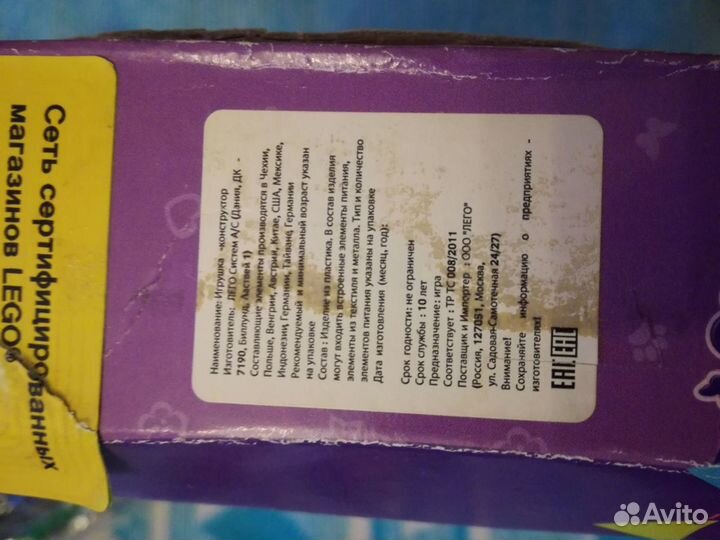 Сеть сертифицированных
магазинов LEGO®
Наименование: Игрушка -конструктор
Изготовитель: ЛЕГО Систем А/С (Дания, ДК -
7190, Биллунд,Ааствей 1)
Составляющие элементы производятся в Чехии,
Польше, Венгрии, Австрии, Китае, США, Мексике,
Индонезии, Германии, Тайване, Германии
Рекомендуемый и минимальный возраст указан
на упаковке
Состав : Изделие из пластика. В состав изделия
могут входить встроенные элементы питания,
элементы из текстиля и металла. Тип и количество
элементов питания указаны на упаковке
Дата изготовления (месяц, год):
Срок годности: не ограничен
Срок службы : 10 лет
Предназначение: игра
Соответствует : ТР ТС 008/2011
Поставщик и Импортер : ООО "ЛЕГО"
(Россия, 127051, Москва,
ул. Садовая-Самотечная 24/27)
Внимание!
Сохраняйте информацию о предприятиях -
изготовителях!
EAC EAC
Avito